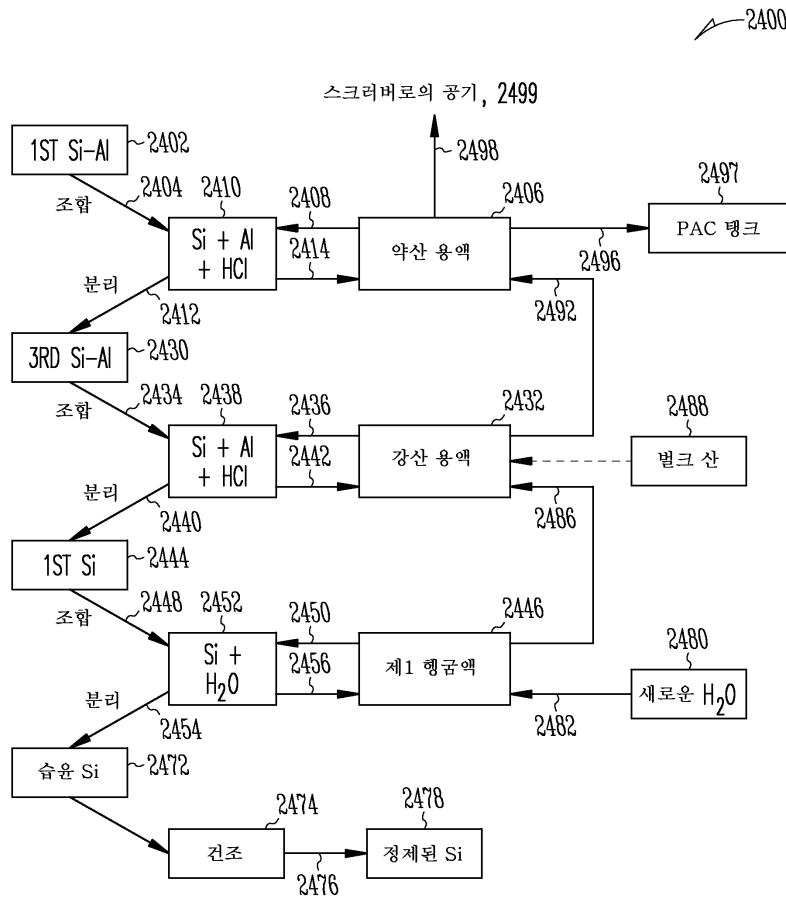 2400
스크러버로의 공기, 2499
2498
1ST Si-Al
2402
2404
조합
2410
Si + Al
+ HCl
2408
2414
약산 용액
2406
2497
PAC 탱크
2496
2492
분리
2412
3RD Si-Al
2430
2434
조합
2438
Si + Al
+ HCl
2436
2442
강산 용액
2432
2488
벌크 산
2486
분리
2440
1ST Si
2444
2448
조합
2452
Si +
H2O
2450
2456
제1 헹굼액
2446
2480
새로운 H2O
2482
분리
2454
습윤 Si
2472
2474
건조
2476
2478
정제된 Si